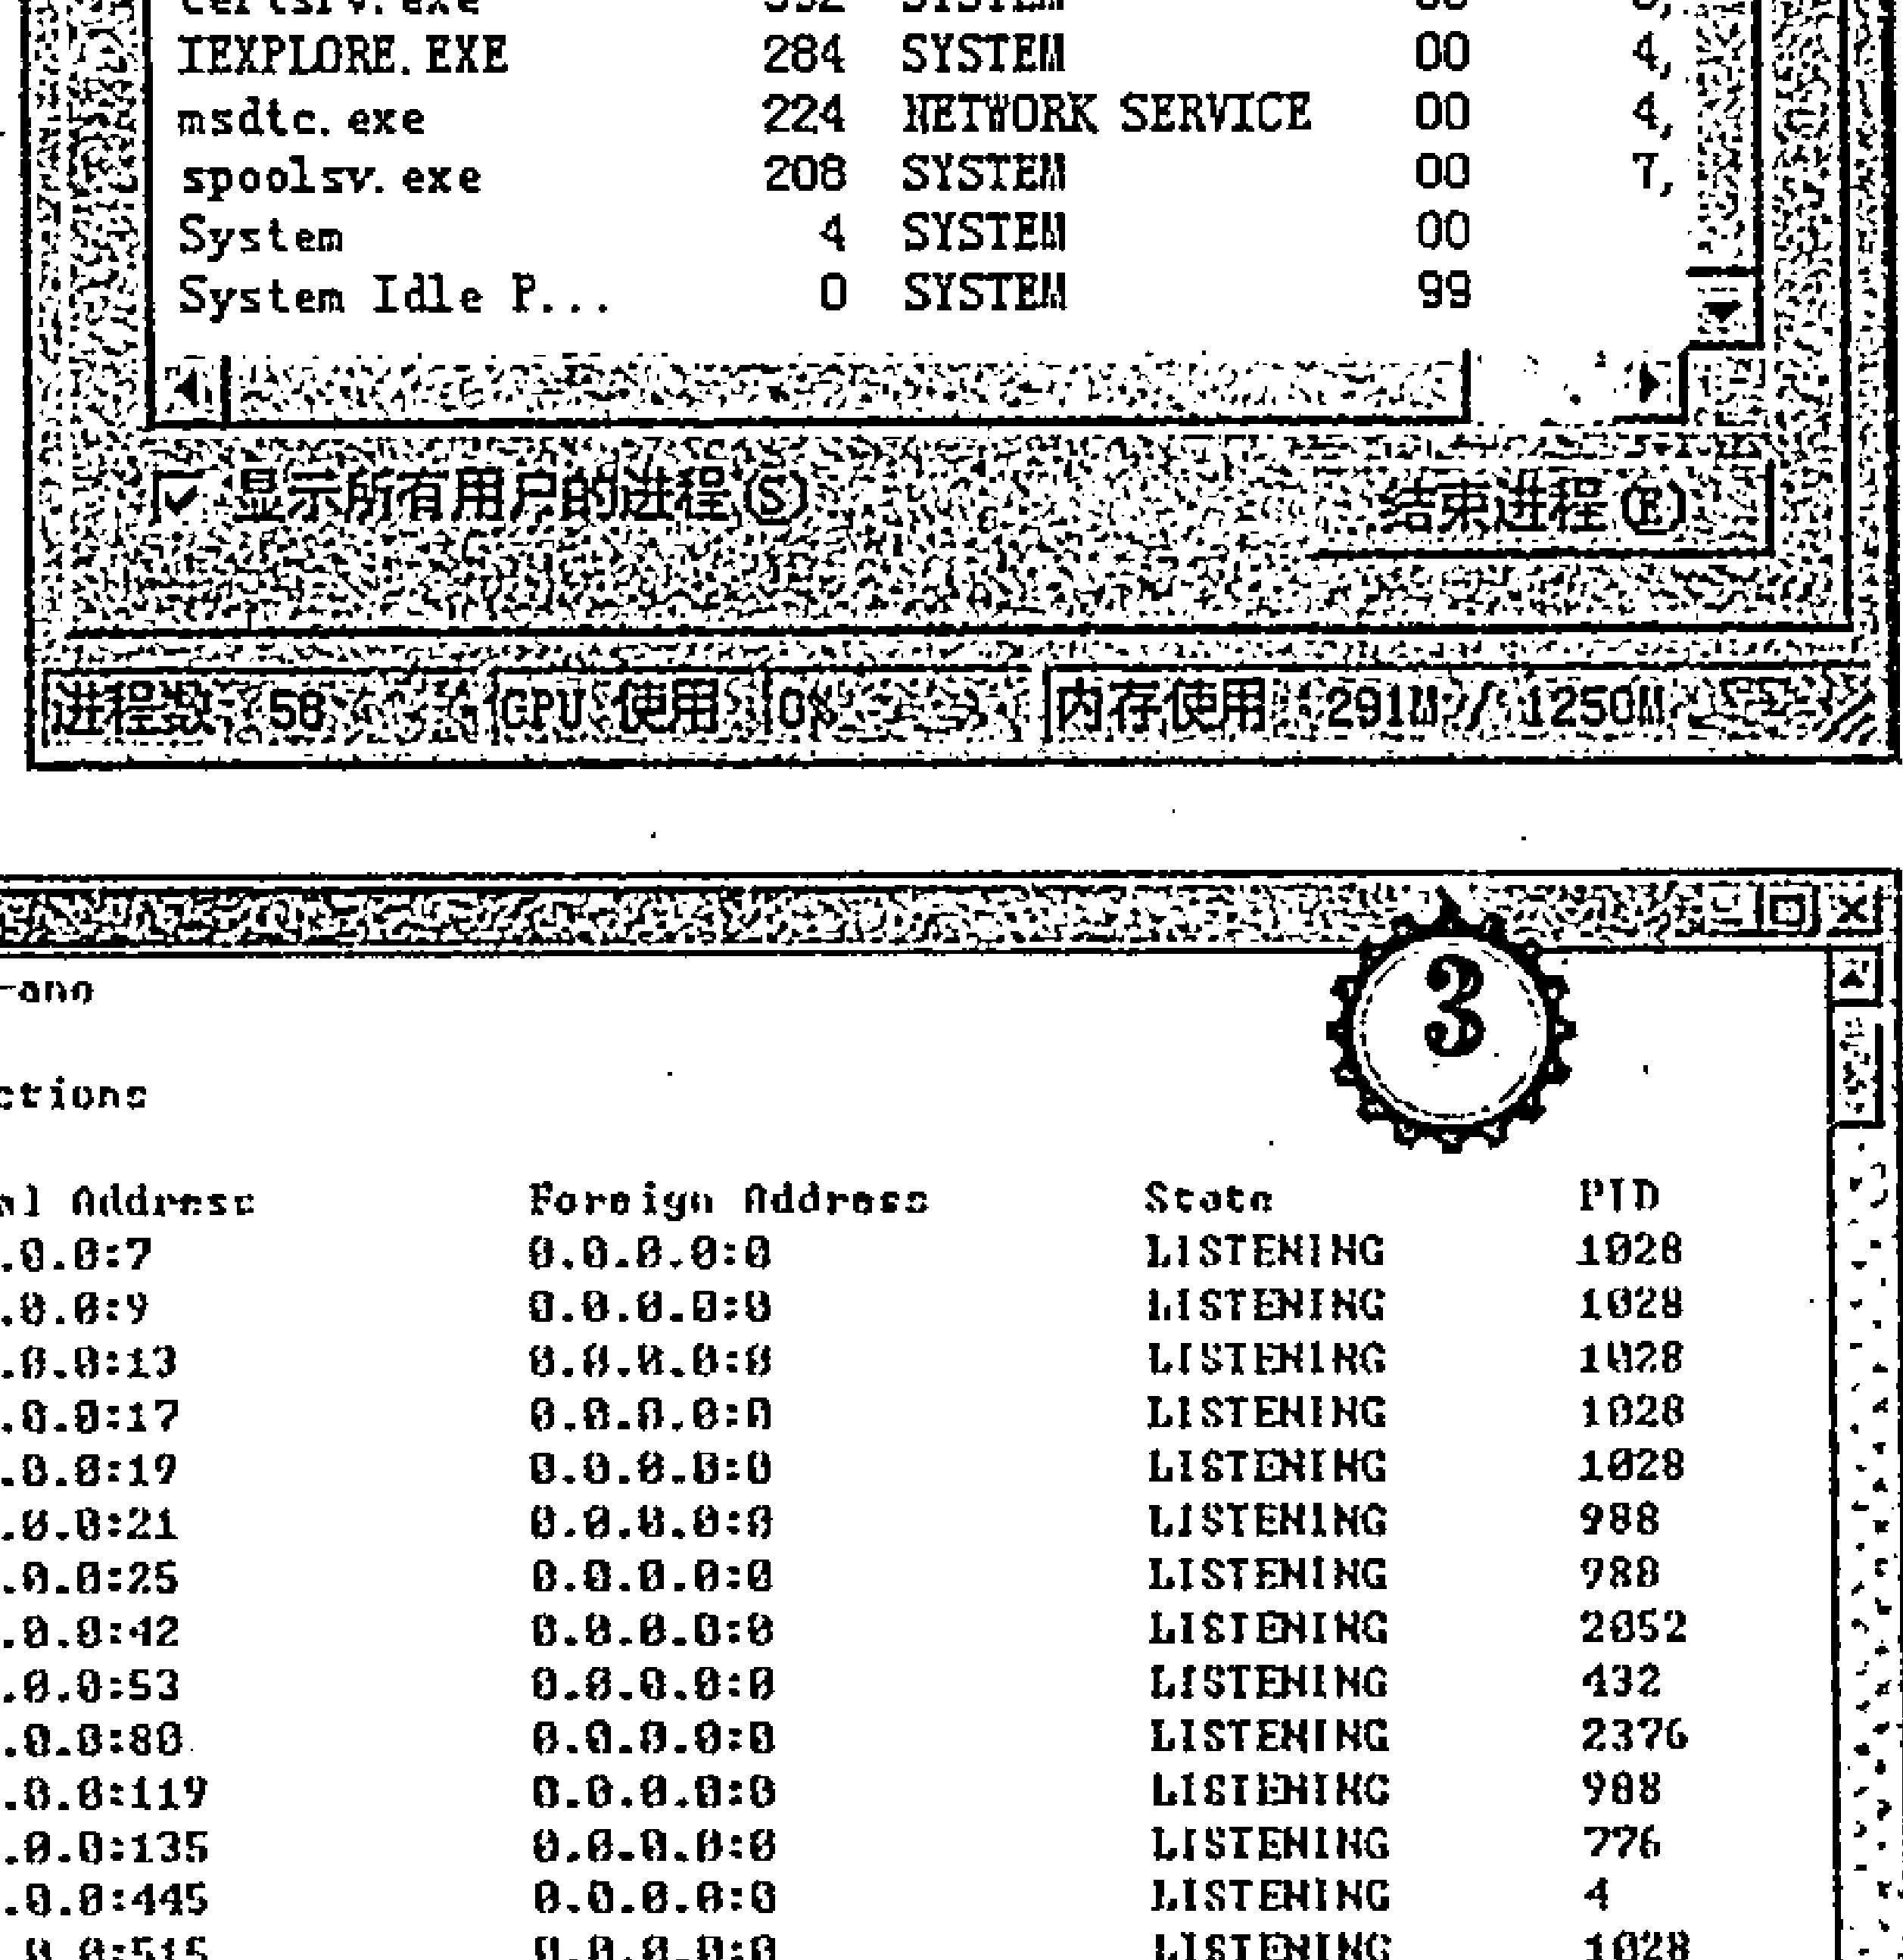 IEXPLORE.EXE 284 SYSTEM 00 4,
msdtc.exe 224 NETWORK SERVICE 00 4,
spoolsv.exe 208 SYSTEM 00 7,
System 4 SYSTEM 00
System Idle P... 0 SYSTEM 99
显示所有用户的进程(S) 结束进程(E)
进程数: 58 CPU 使用: 0% 内存使用: 291M / 1250M
3
-ano
ctions
al Address Foreign Address State PID
.0.0:7 0.0.0.0:0 LISTENING 1028
.0.0:9 0.0.0.0:0 LISTENING 1028
.0.0:13 0.0.0.0:0 LISTENING 1028
.0.0:17 0.0.0.0:0 LISTENING 1028
.0.0:19 0.0.0.0:0 LISTENING 1028
.0.0:21 0.0.0.0:0 LISTENING 988
.0.0:25 0.0.0.0:0 LISTENING 988
.0.0:42 0.0.0.0:0 LISTENING 2052
.0.0:53 0.0.0.0:0 LISTENING 432
.0.0:80 0.0.0.0:0 LISTENING 2376
.0.0:119 0.0.0.0:0 LISTENING 988
.0.0:135 0.0.0.0:0 LISTENING 776
.0.0:445 0.0.0.0:0 LISTENING 4
.0.0:515 0.0.0.0:0 LISTENING 1028